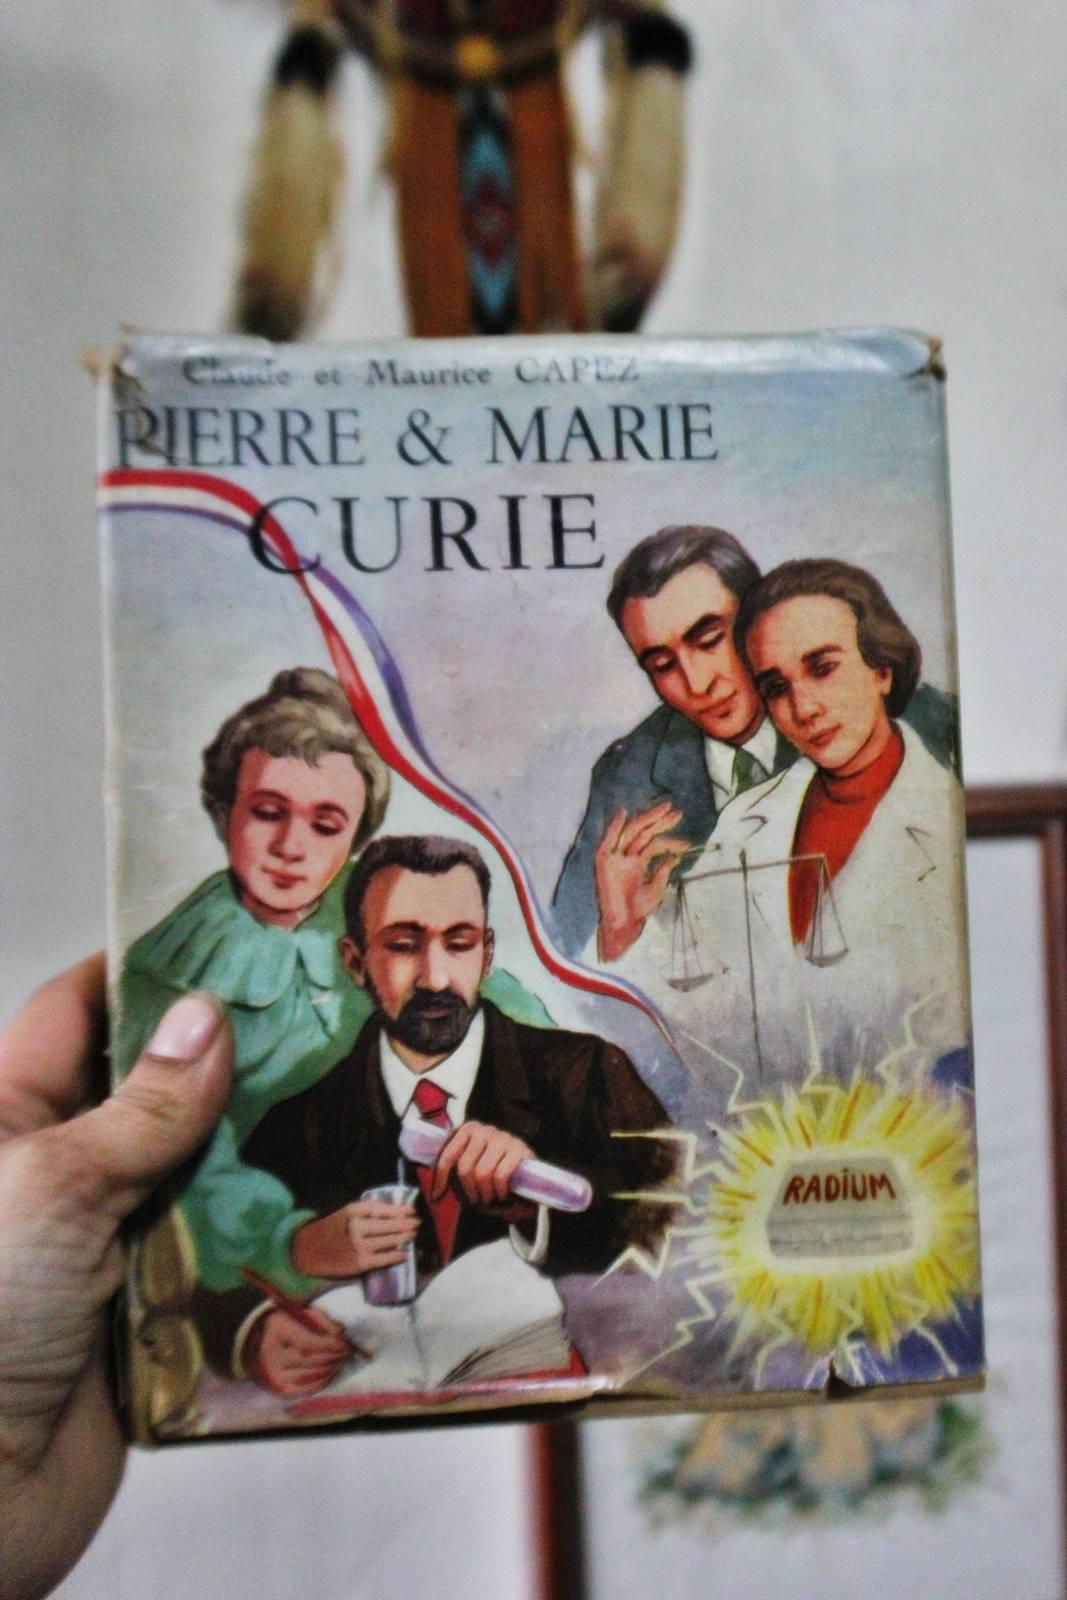 Claude et Maurice CAPEZ
PIERRE & MARIE
CURIE
RADIUM